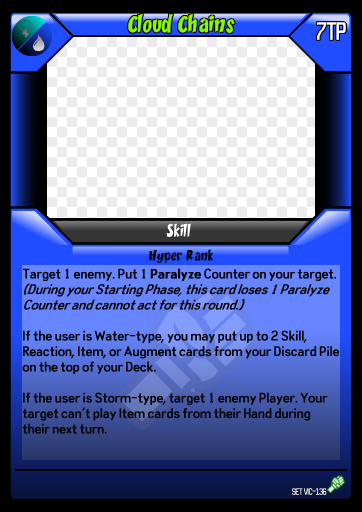 Cloud Chains
7TP
Skill
Hyper Rank
Target 1 enemy. Put 1 Paralyze Counter on your target.
(During your Starting Phase, this card loses 1 Paralyze
Counter and cannot act for this round.)
If the user is Water-type, you may put up to 2 Skill,
Reaction, Item, or Augment cards from your Discard Pile
on the top of your Deck.
If the user is Storm-type, target 1 enemy Player. Your
target can't play Item cards from their Hand during
their next turn.
SET VIC-136